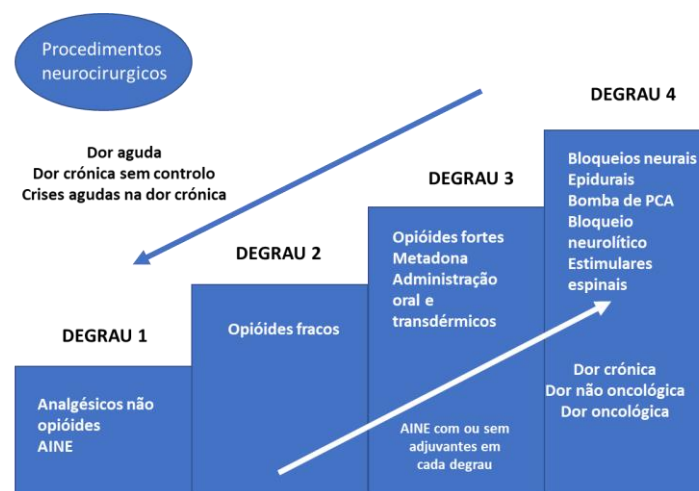 Procedimentos
neurocirurgicos
DEGRAU 4
Dor aguda
Dor crónica sem controlo
Crises agudas na dor crónica
Bloqueios neurais
Epidurais
Bomba de PCA
Bloqueio
neurolítico
Estimulares
espinais
DEGRAU 3
Opióides fortes
Metadona
Administração
oral e
transdérmicos
DEGRAU 2
Opióides fracos
DEGRAU 1
Analgésicos não
opióides
AINE
AINE com ou sem
adjuvantes em
cada degrau
Dor crónica
Dor não oncológica
Dor oncológica